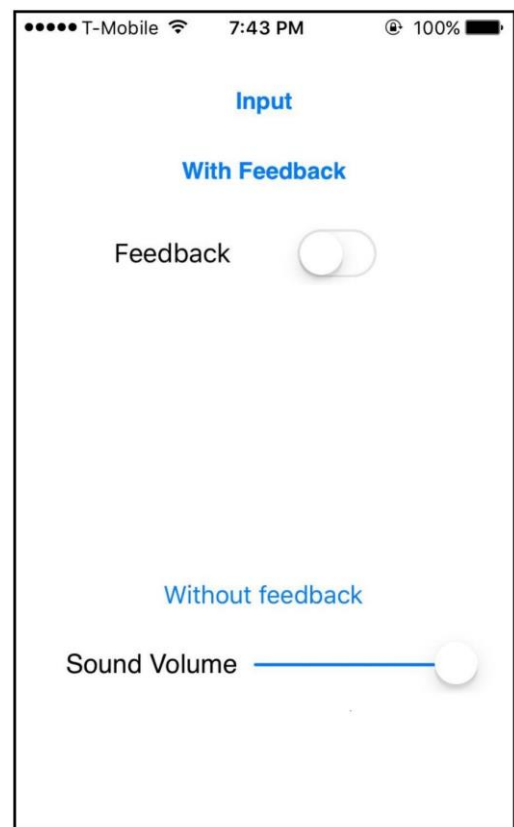 T-Mobile 7:43 PM 100%
Input
With Feedback
Feedback
Without feedback
Sound Volume